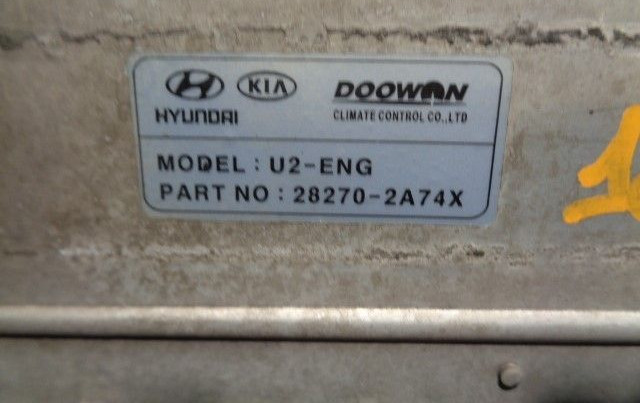 KIA DOOWON
HYUNDAI CLIMATE CONTROL CO.,LTD
MODEL : U2-ENG
PART NO : 28270-2A74X